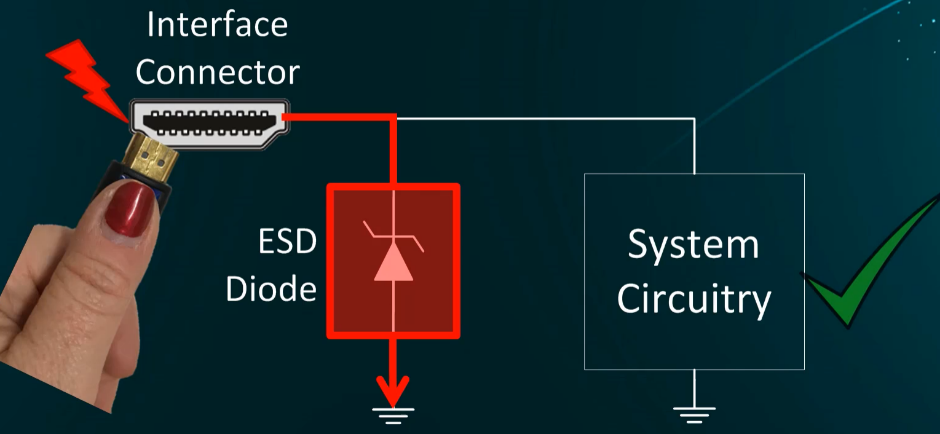 Interface
Connector
ESD
Diode
System
Circuitry